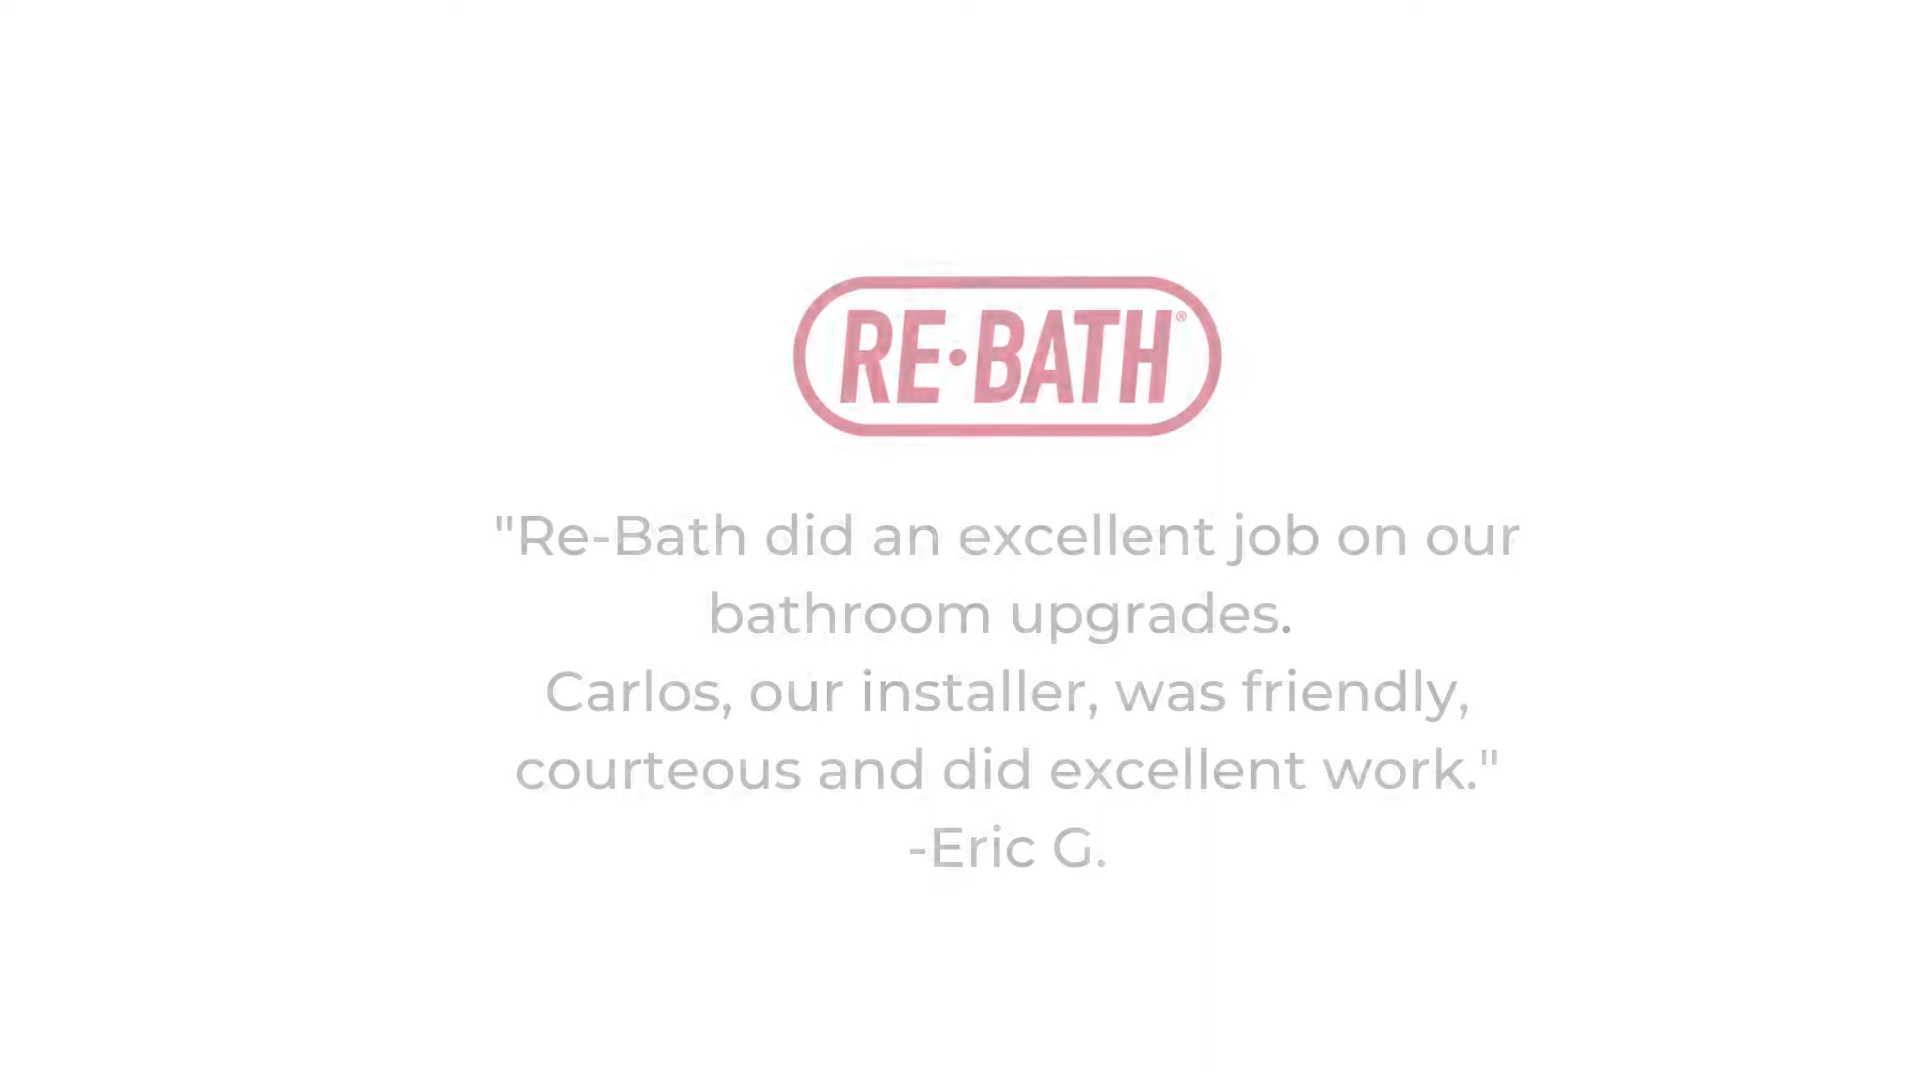 RE·BATH®
"Re-Bath did an excellent job on our
bathroom upgrades.
Carlos, our installer, was friendly,
courteous and did excellent work."
-Eric G.